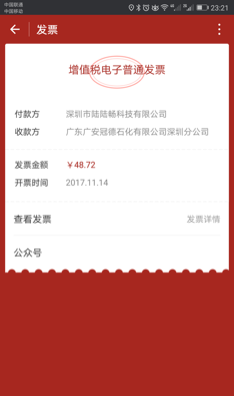 中国联通
中国移动
23:21
发票
增值税电子普通发票
付款方 深圳市陆陆畅科技有限公司
收款方 广东广安冠德石化有限公司深圳分公司
发票金额 ￥48.72
开票时间 2017.11.14
查看发票 发票详情
公众号